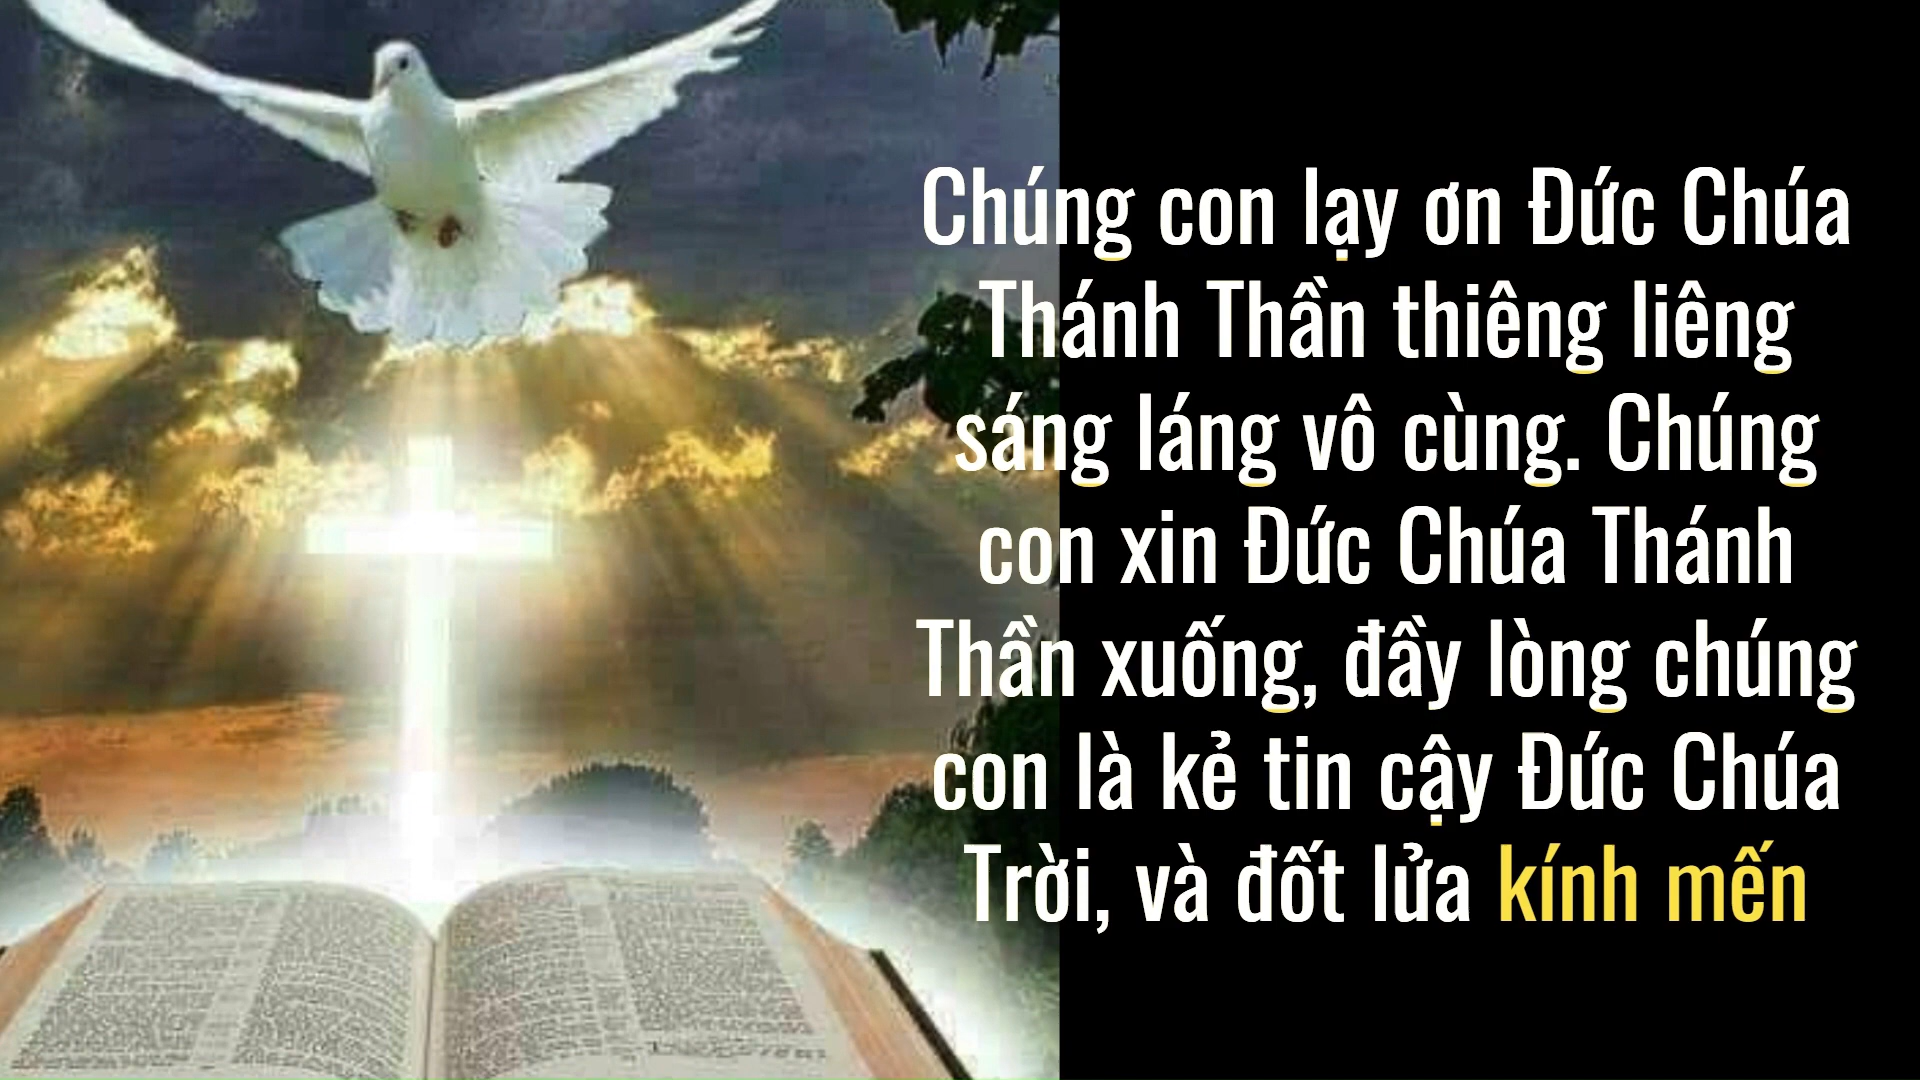 Chúng con lạy ơn Đức Chúa
Thánh Thần thiêng liêng
sáng láng vô cùng. Chúng
con xin Đức Chúa Thánh
Thần xuống, đầy lòng chúng
con là kẻ tin cậy Đức Chúa
Trời, và đốt lửa kính mến